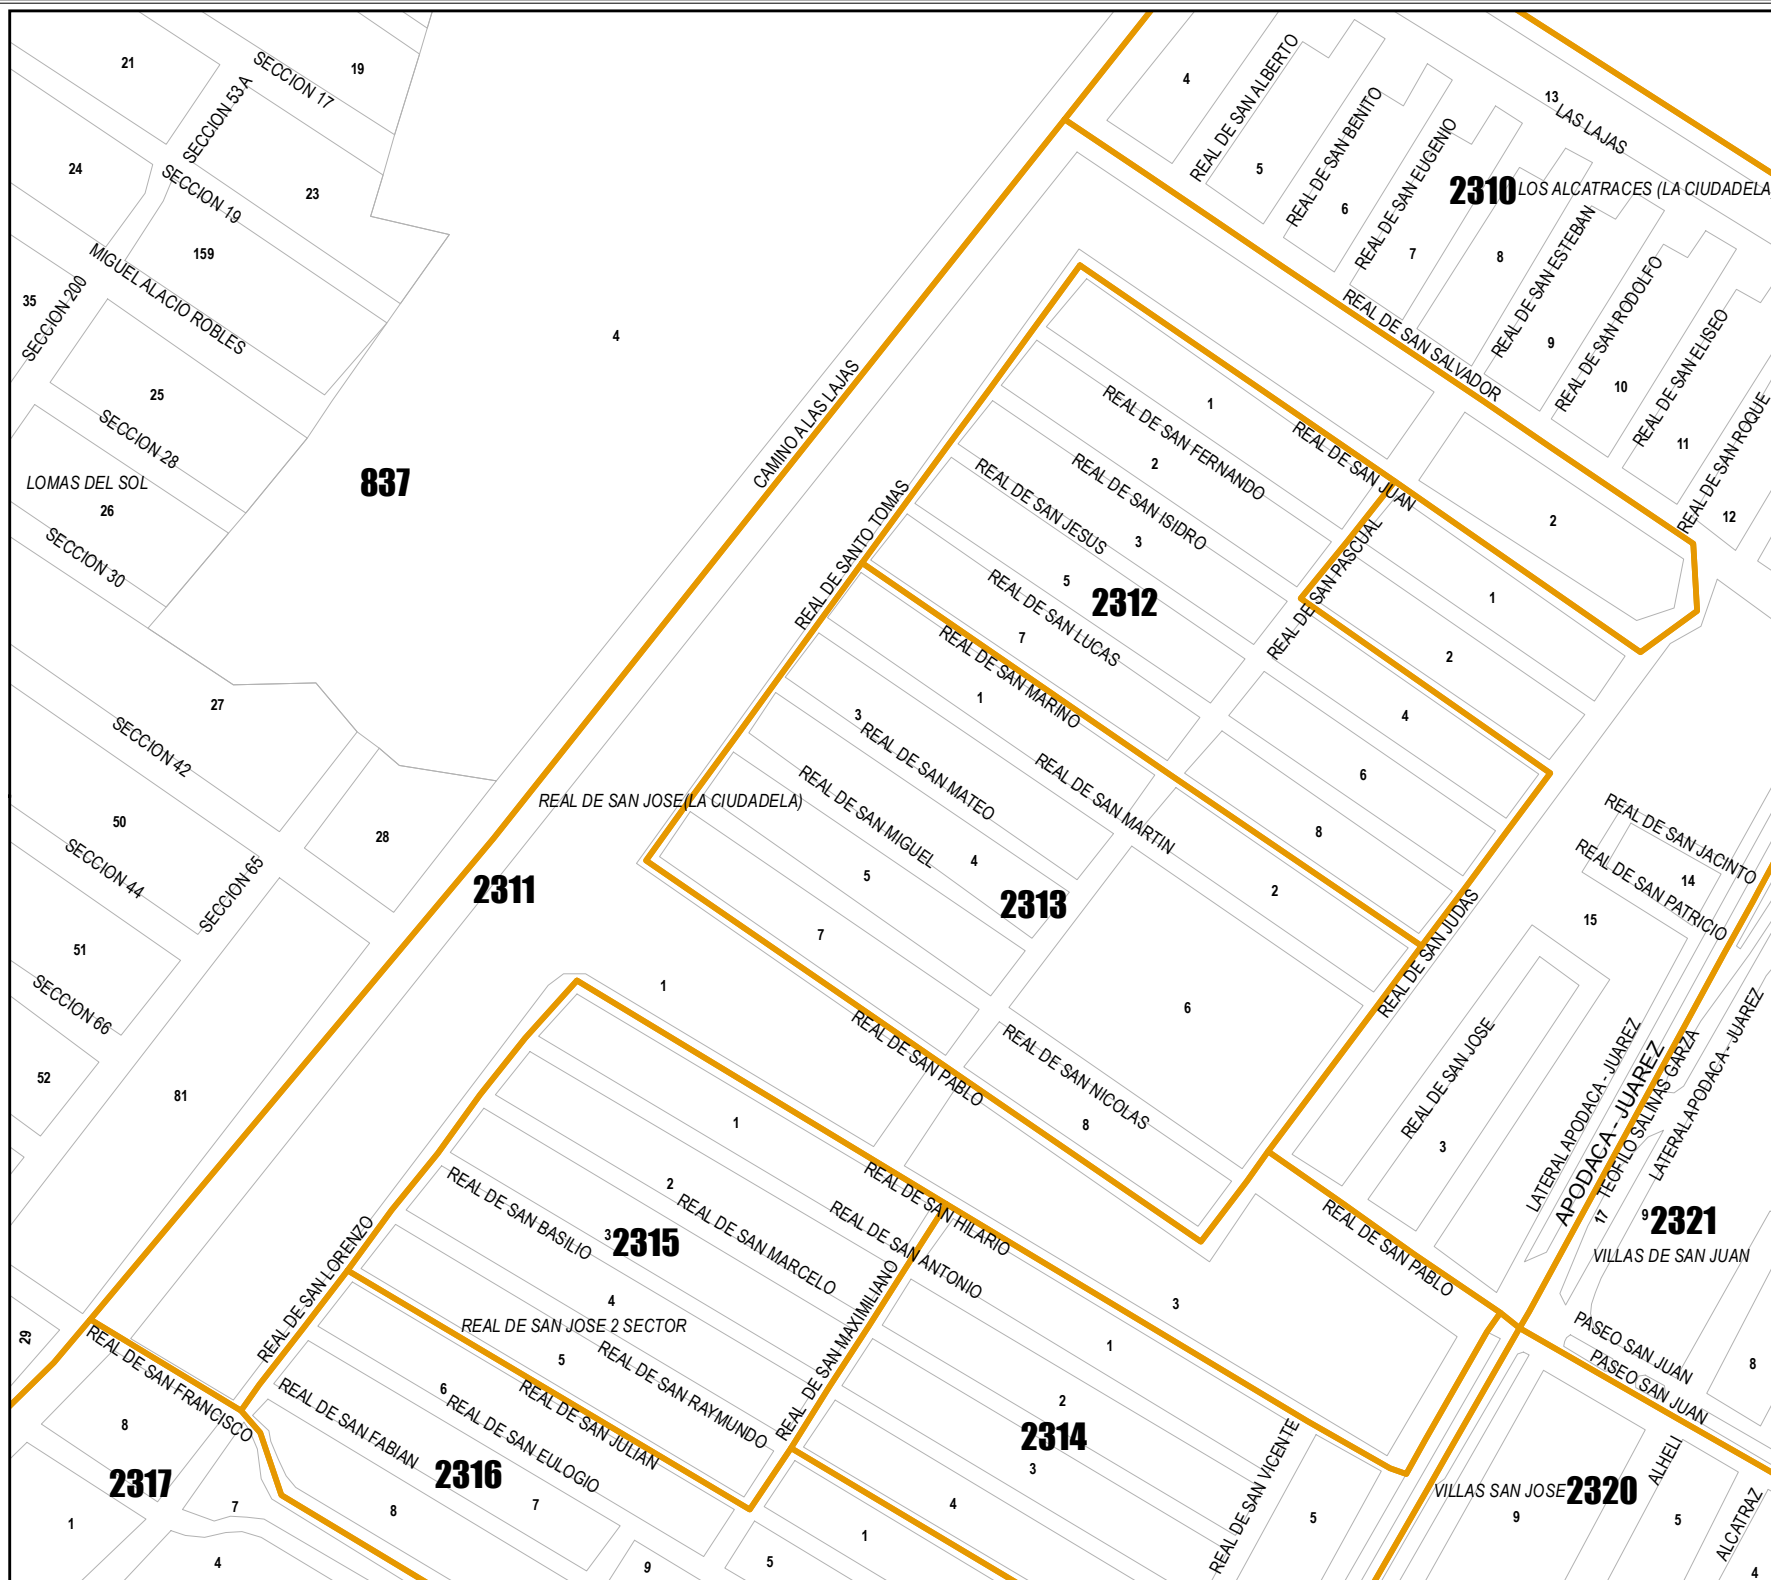 21
SECCION 17
19
SECCION 53 A
24
SECCION 19
23
159
MIGUEL ALACIO ROBLES
35
SECCION 200
25
SECCION 28
LOMAS DEL SOL
26
SECCION 30
837
4
CAMINO A LAS LAJAS
27
SECCION 42
50
SECCION 44
28
SECCION 65
51
SECCION 66
52
81
29
4
REAL DE SAN ALBERTO
5
REAL DE SAN BENITO
6
REAL DE SAN EUGENIO
7
13
LAS LAJAS
2310
LOS ALCATRACES (LA CIUDADELA
8
REAL DE SAN ESTEBAN
9
REAL DE SAN RODOLFO
10
REAL DE SAN ELISEO
11
REAL DE SAN ROQUE
12
REAL DE SAN SALVADOR
1
REAL DE SAN FERNANDO
REAL DE SAN JUAN
2
REAL DE SAN ISIDRO
REAL DE SAN JESUS
3
5
2312
REAL DE SAN LUCAS
7
REAL DE SANTO TOMAS
REAL DE SAN PASCUAL
2
1
2
4
6
8
REAL DE SAN MARINO
1
3
REAL DE SAN MATEO
REAL DE SAN MARTIN
REAL DE SAN MIGUEL
4
5
2313
2
7
6
REAL DE SAN JUDAS
REAL DE SAN JOSE(LA CIUDADELA)
2311
1
REAL DE SAN PABLO
REAL DE SAN NICOLAS
8
REAL DE SAN JACINTO
REAL DE SAN PATRICIO
14
15
REAL DE SAN JOSE
3
LATERAL APODACA - JUAREZ
APODACA - JUAREZ
TEOFILO SALINAS GARZA
LATERAL APODACA - JUAREZ
17
9
2321
VILLAS DE SAN JUAN
REAL DE SAN PABLO
PASEO SAN JUAN
PASEO SAN JUAN
8
1
REAL DE SAN HILARIO
2
REAL DE SAN ANTONIO
REAL DE SAN MARCELO
REAL DE SAN BASILIO
3
2315
4
REAL DE SAN JOSE 2 SECTOR
5
REAL DE SAN RAYMUNDO
REAL DE SAN MAXIMILIANO
REAL DE SAN LORENZO
REAL DE SAN JULIAN
6
REAL DE SAN EULOGIO
REAL DE SAN FABIAN
2316
7
8
REAL DE SAN FRANCISCO
8
2317
1
7
4
9
5
3
1
2
2314
3
4
1
REAL DE SAN VICENTE
5
VILLAS SAN JOSE
2320
9
ALHELI
5
ALCATRAZ
4